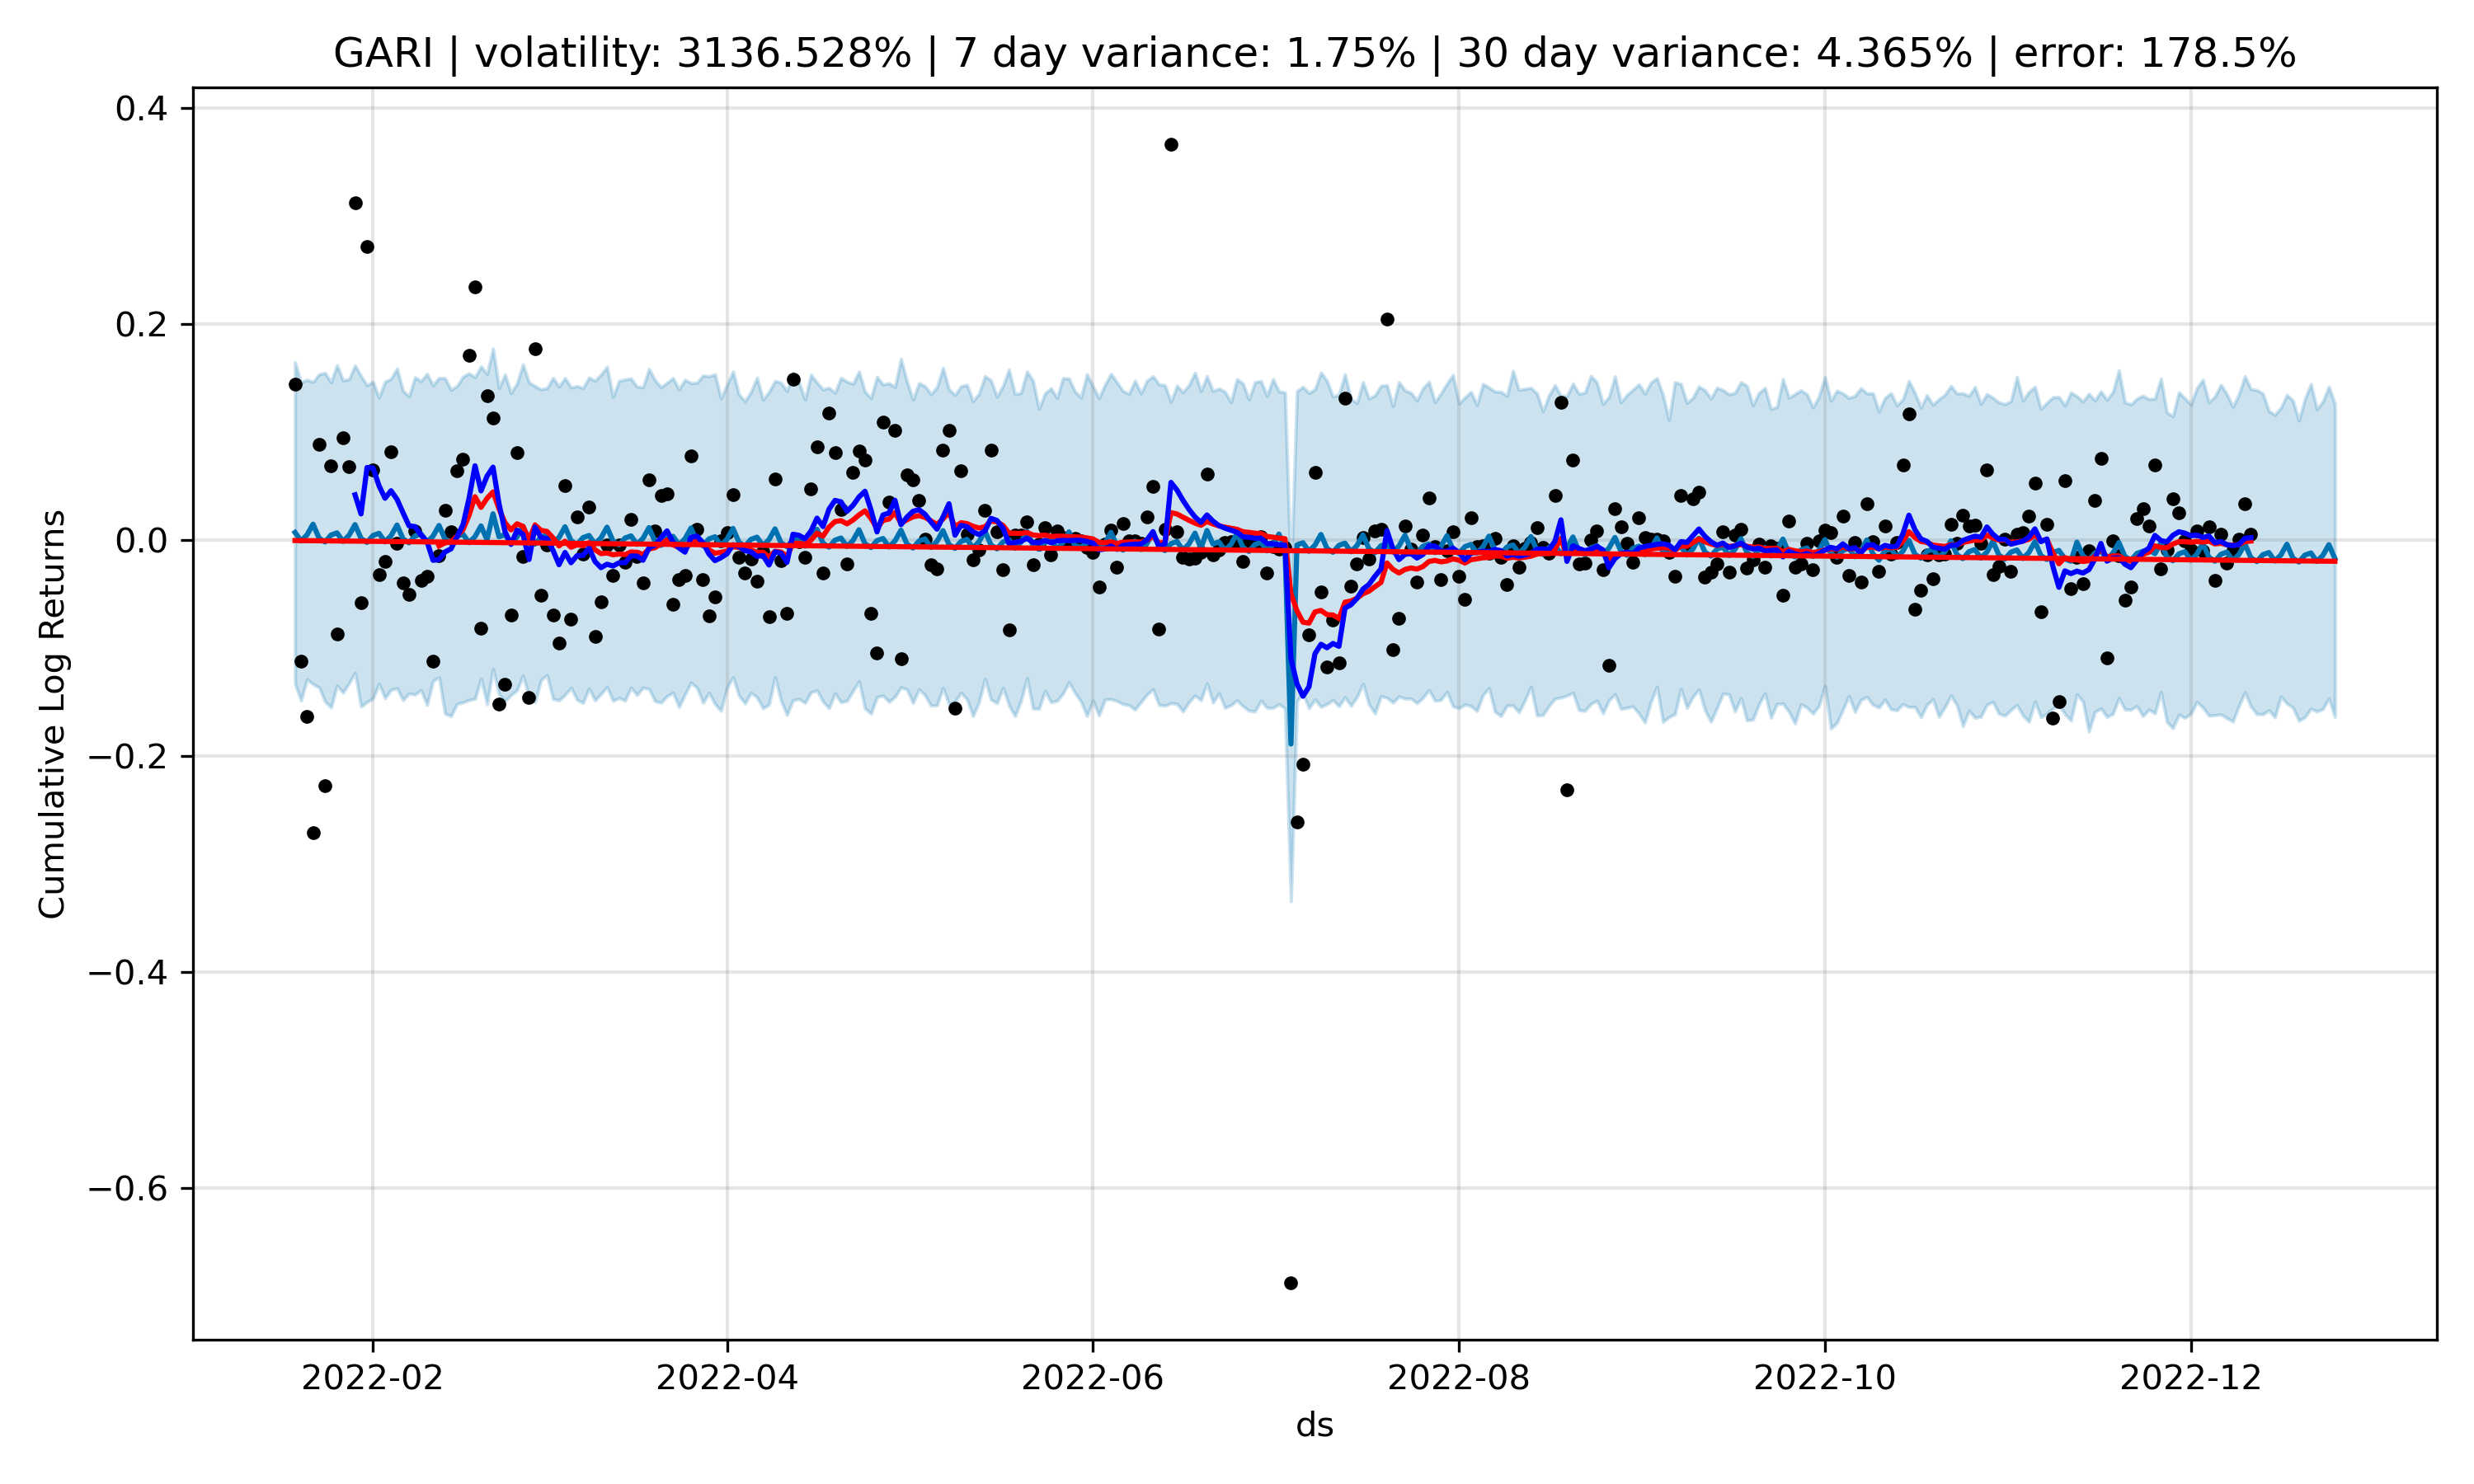 GARI | volatility: 3136.528% | 7 day variance: 1.75% | 30 day variance: 4.365% | error: 178.5%
0.4
0.2
0.0
−0.2
−0.4
−0.6
Cumulative Log Returns
2022-02 2022-04 2022-06 2022-08 2022-10 2022-12
ds